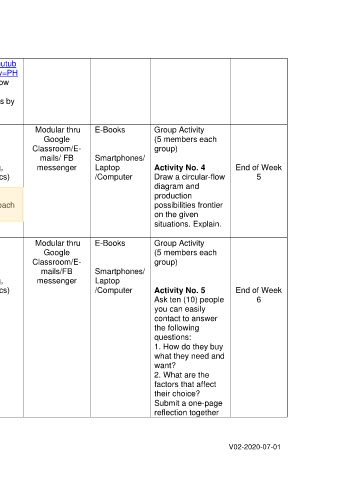 utub
v=PH
ow
s by
,
cs)
each
Modular thru
Google
Classroom/E-
mails/ FB
messenger
E-Books
Smartphones/
Laptop
/Computer
Group Activity
(5 members each
group)
Activity No. 4
Draw a circular-flow
diagram and
production
possibilities frontier
on the given
situations. Explain.
End of Week
5
,
cs)
Modular thru
Google
Classroom/E-
mails/FB
messenger
E-Books
Smartphones/
Laptop
/Computer
Group Activity
(5 members each
group)
Activity No. 5
Ask ten (10) people
you can easily
contact to answer
the following
questions:
1. How do they buy
what they need and
want?
2. What are the
factors that affect
their choice?
Submit a one-page
reflection together
End of Week
6
V02-2020-07-01